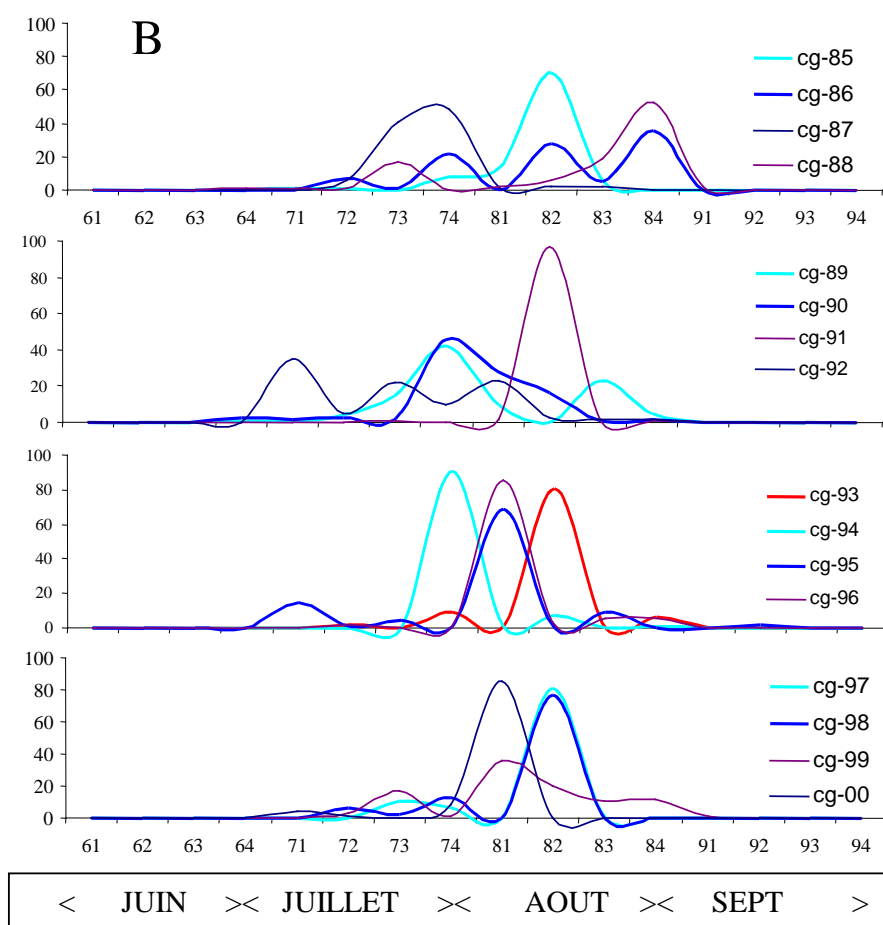 B
100
80
60
40
20
0
cg-85
cg-86
cg-87
cg-88
61 62 63 64 71 72 73 74 81 82 83 84 91 92 93 94
100
80
60
40
20
0
cg-89
cg-90
cg-91
cg-92
100
80
60
40
20
0
cg-93
cg-94
cg-95
cg-96
100
80
60
40
20
0
cg-97
cg-98
cg-99
cg-00
61 62 63 64 71 72 73 74 81 82 83 84 91 92 93 94
< JUIN >< JUILLET >< AOUT >< SEPT >